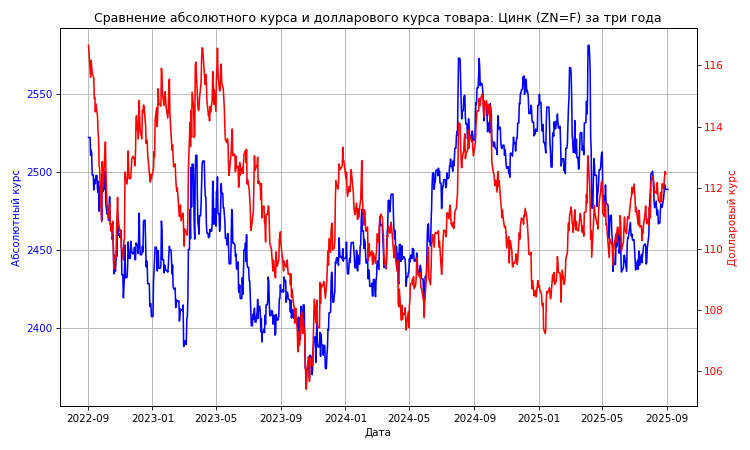 Сравнение абсолютного курса и долларового курса товара: Цинк (ZN=F) за три года
Абсолютный курс
2550
2500
2450
2400
116
114
112
110
108
106
Долларовый курс
2022-09 2023-01 2023-05 2023-09 2024-01 2024-05 2024-09 2025-01 2025-05 2025-09
Дата